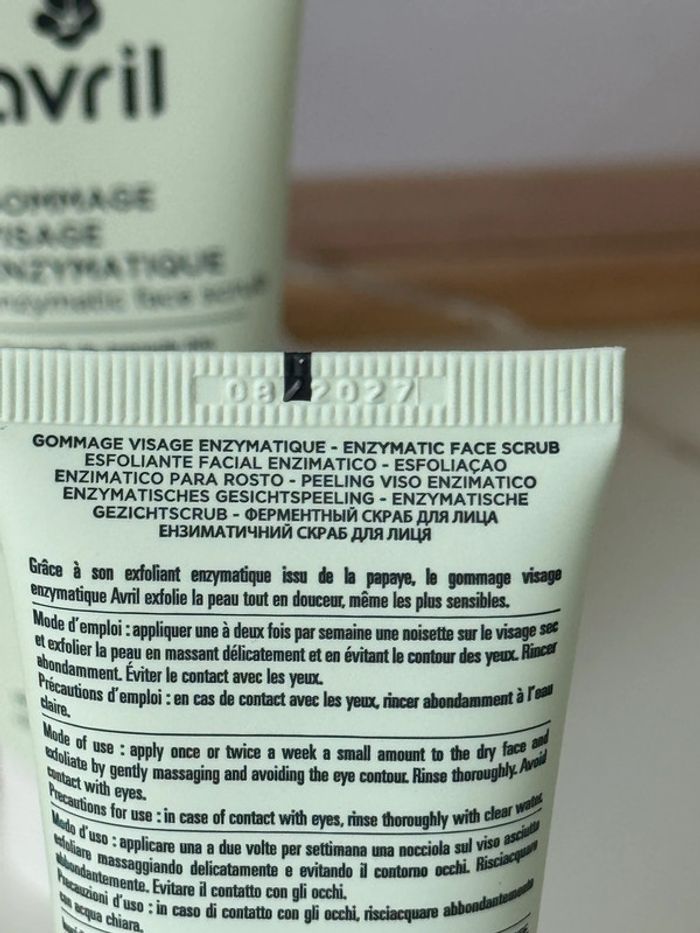 avril
GOMMAGE
VISAGE
ENZYMATIQUE
enzymatic face scrub
08/2027
GOMMAGE VISAGE ENZYMATIQUE - ENZYMATIC FACE SCRUB
ESFOLIANTE FACIAL ENZIMATICO - ESFOLIAÇAO
ENZIMATICO PARA ROSTO - PEELING VISO ENZIMATICO
ENZYMATISCHES GESICHTSPEELING - ENZYMATISCHE
GEZICHTSCRUB - ФЕРМЕНТНЫЙ СКРАБ ДЛЯ ЛИЦА
ЕНЗИМАТИЧНИЙ СКРАБ ДЛЯ ЛИЦЯ
Grâce à son exfoliant enzymatique issu de la papaye, le gommage visage
enzymatique Avril exfolie la peau tout en douceur, même les plus sensibles.
Mode d'emploi : appliquer une à deux fois par semaine une noisette sur le visage sec
et exfolier la peau en massant délicatement et en évitant le contour des yeux. Rincer
abondamment. Éviter le contact avec les yeux.
Précautions d'emploi : en cas de contact avec les yeux, rincer abondamment à l'eau
claire.
Mode of use : apply once or twice a week a small amount to the dry face and
exfoliate by gently massaging and avoiding the eye contour. Rinse thoroughly. Avoid
contact with eyes.
Precautions for use : in case of contact with eyes, rinse thoroughly with clear water.
Modo d'uso : applicare una a due volte per settimana una nocciola sul viso asciutto
esfoliare massaggiando delicatamente e evitando il contorno occhi. Risciacquare
abbondantemente. Evitare il contatto con gli occhi.
Precauzioni d'uso : in caso di contatto con gli occhi, risciacquare abbondantemente
con acqua chiara.